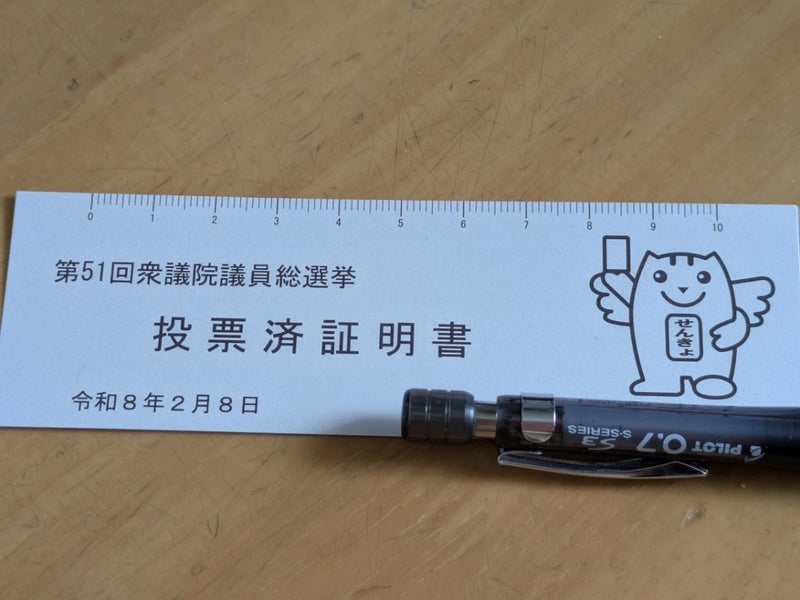 0 1 2 3 4 5 6 7 8 9 10
第51回衆議院議員総選挙
投票済証明書
令和8年2月8日
せんきょ
PILOT 0.7 S3
S-SERIES